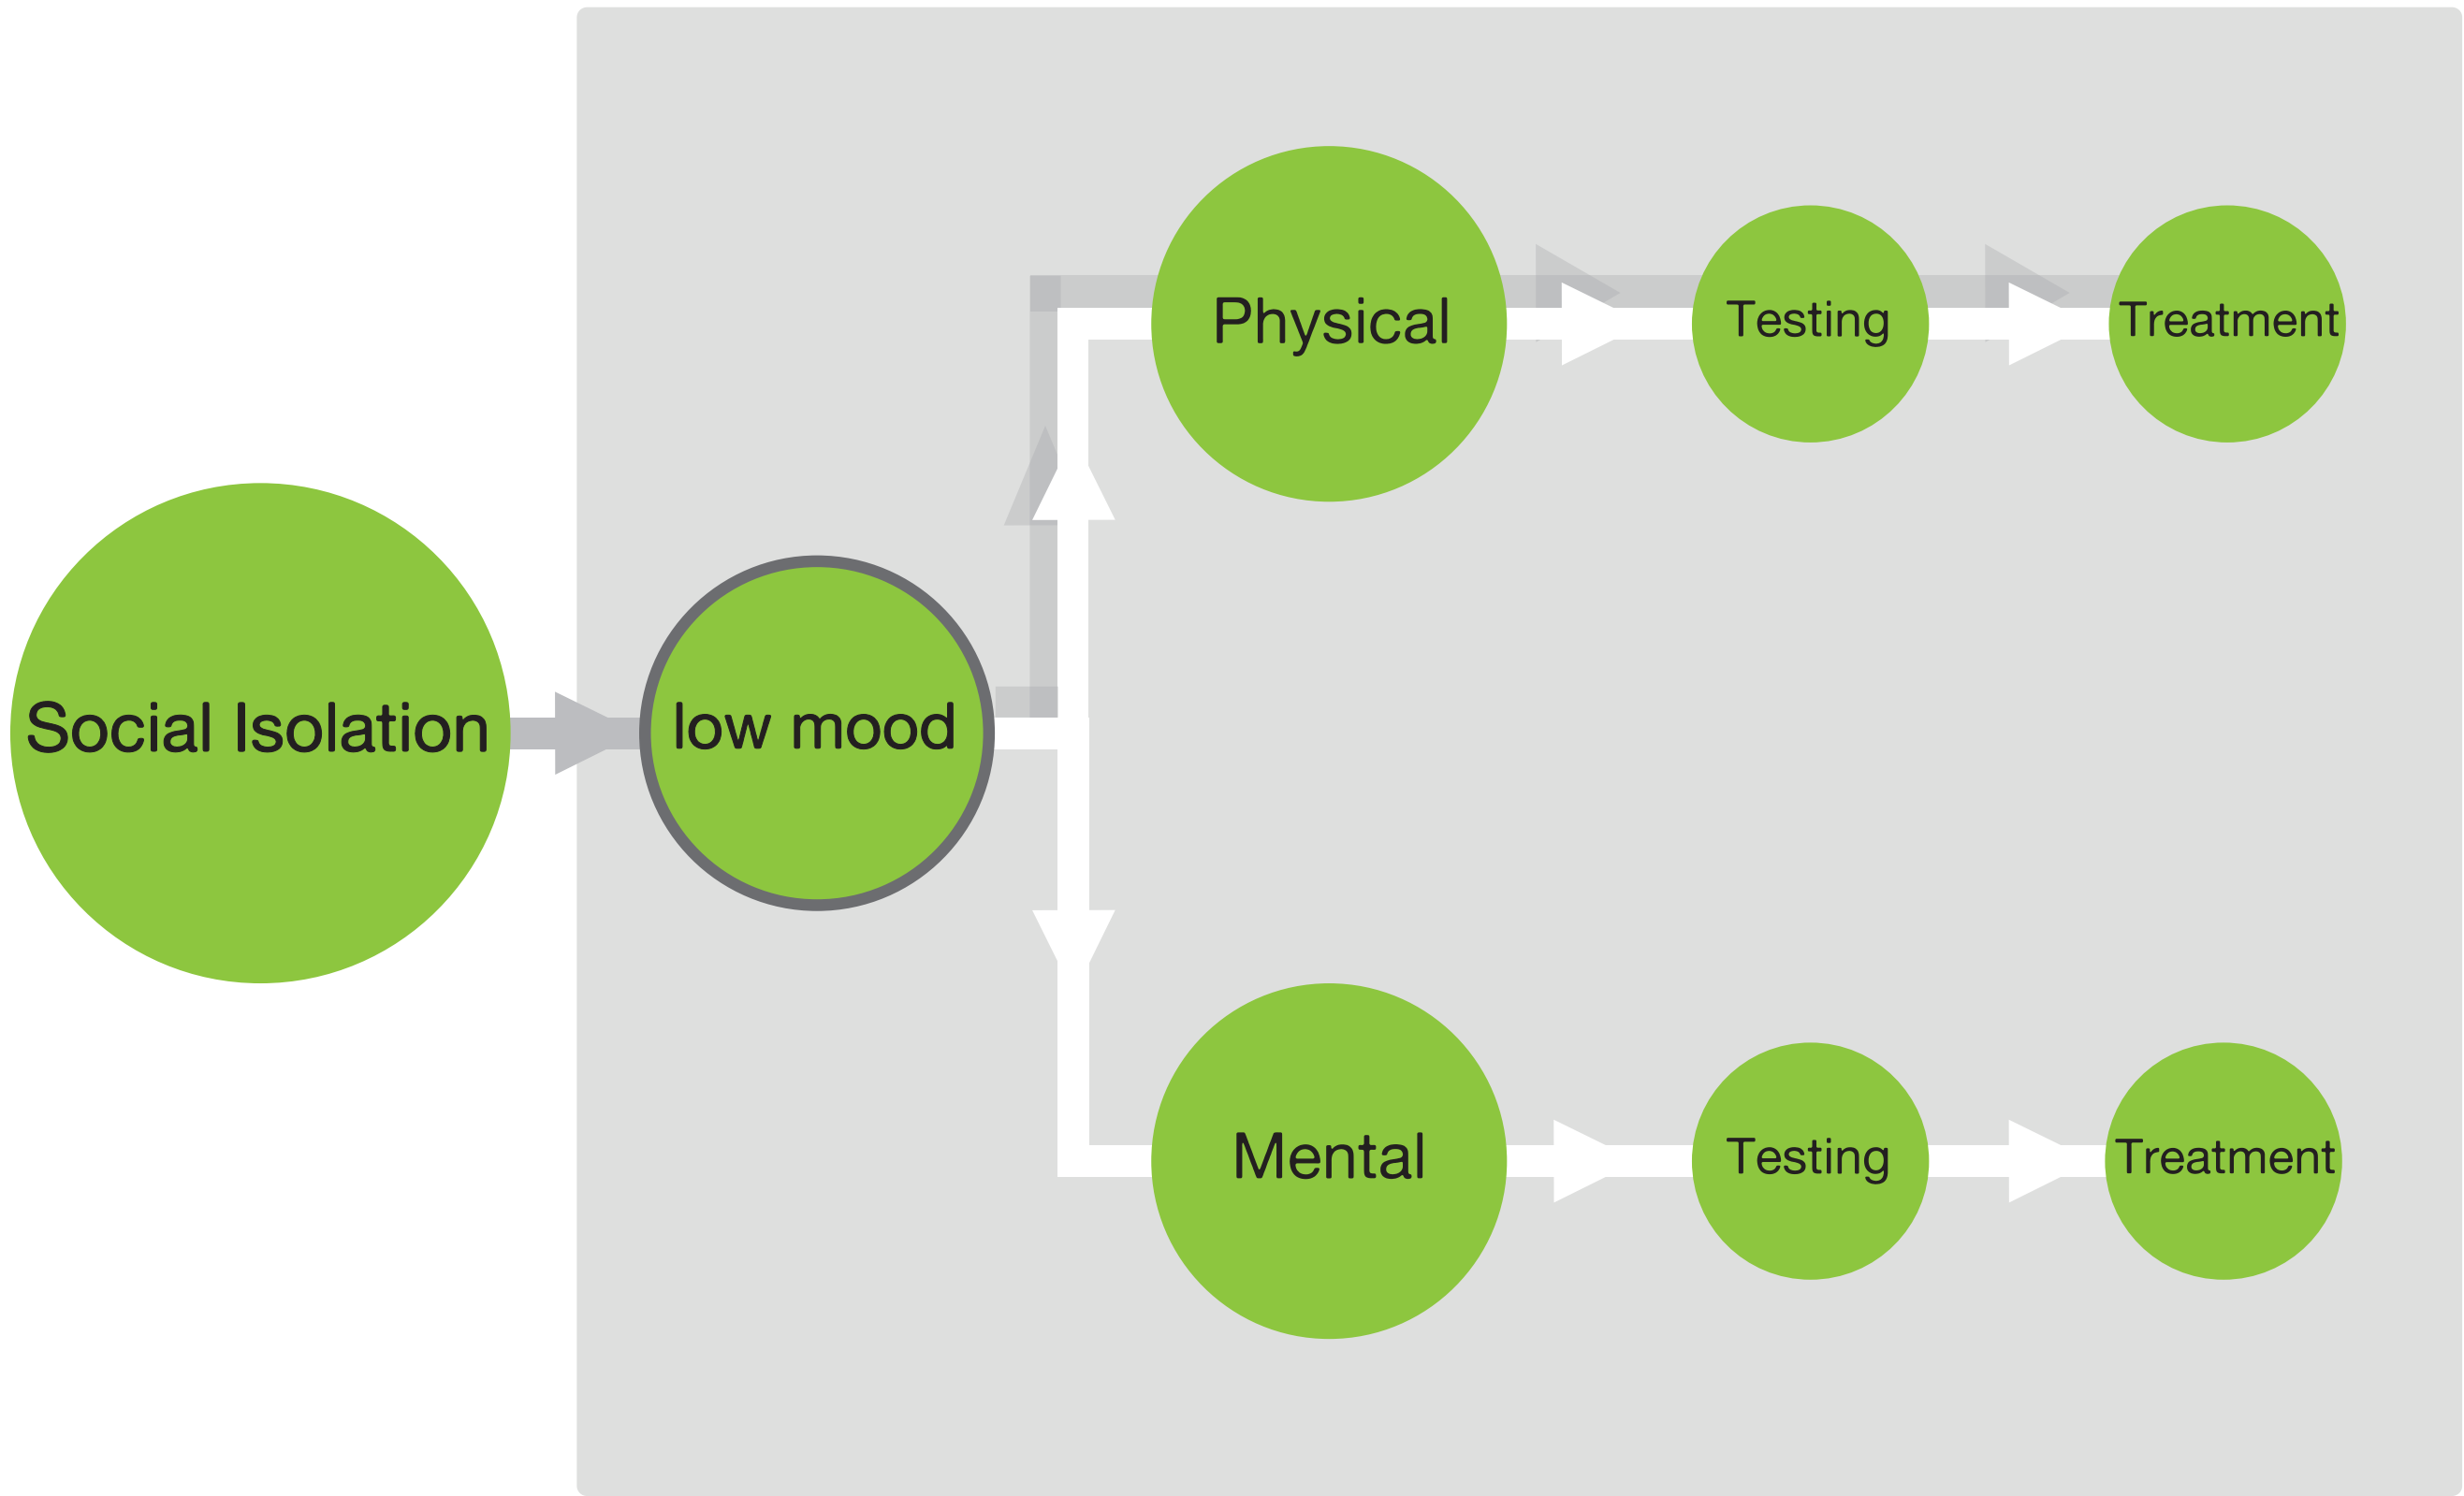 Social Isolation
low mood
Physical
Testing
Treatment
Mental
Testing
Treatment